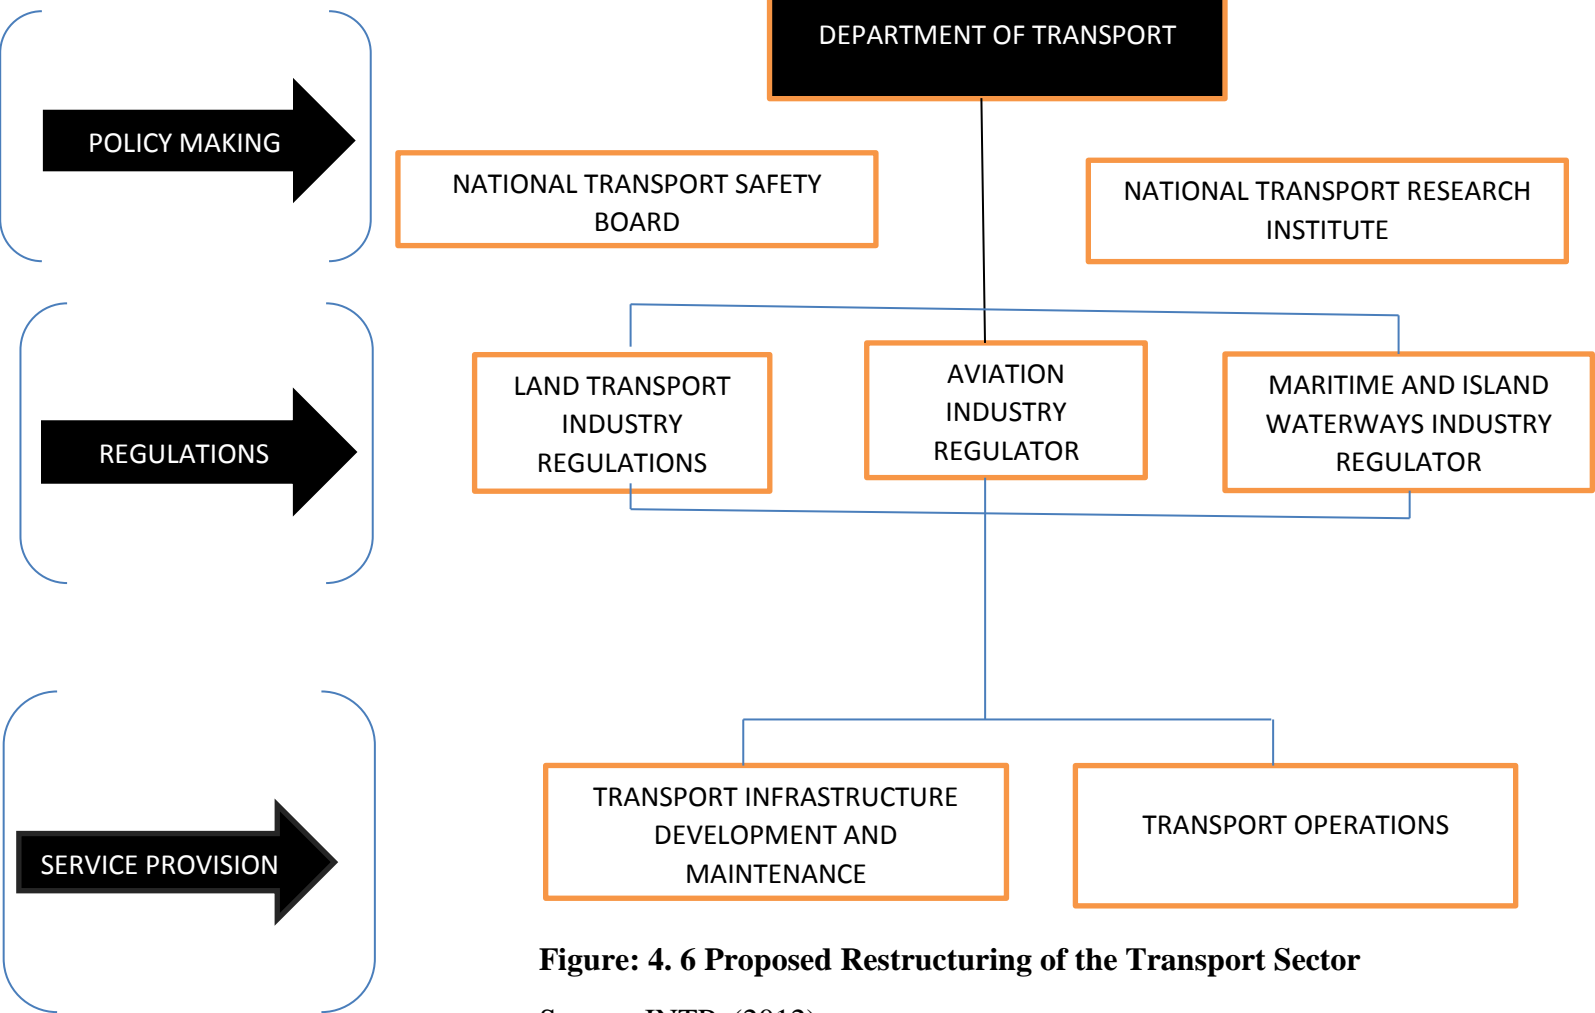 DEPARTMENT OF TRANSPORT
POLICY MAKING
NATIONAL TRANSPORT SAFETY
BOARD
NATIONAL TRANSPORT RESEARCH
INSTITUTE
REGULATIONS
LAND TRANSPORT
INDUSTRY
REGULATIONS
AVIATION
INDUSTRY
REGULATOR
MARITIME AND ISLAND
WATERWAYS INDUSTRY
REGULATOR
SERVICE PROVISION
TRANSPORT INFRASTRUCTURE
DEVELOPMENT AND
MAINTENANCE
TRANSPORT OPERATIONS
Figure: 4. 6 Proposed Restructuring of the Transport Sector